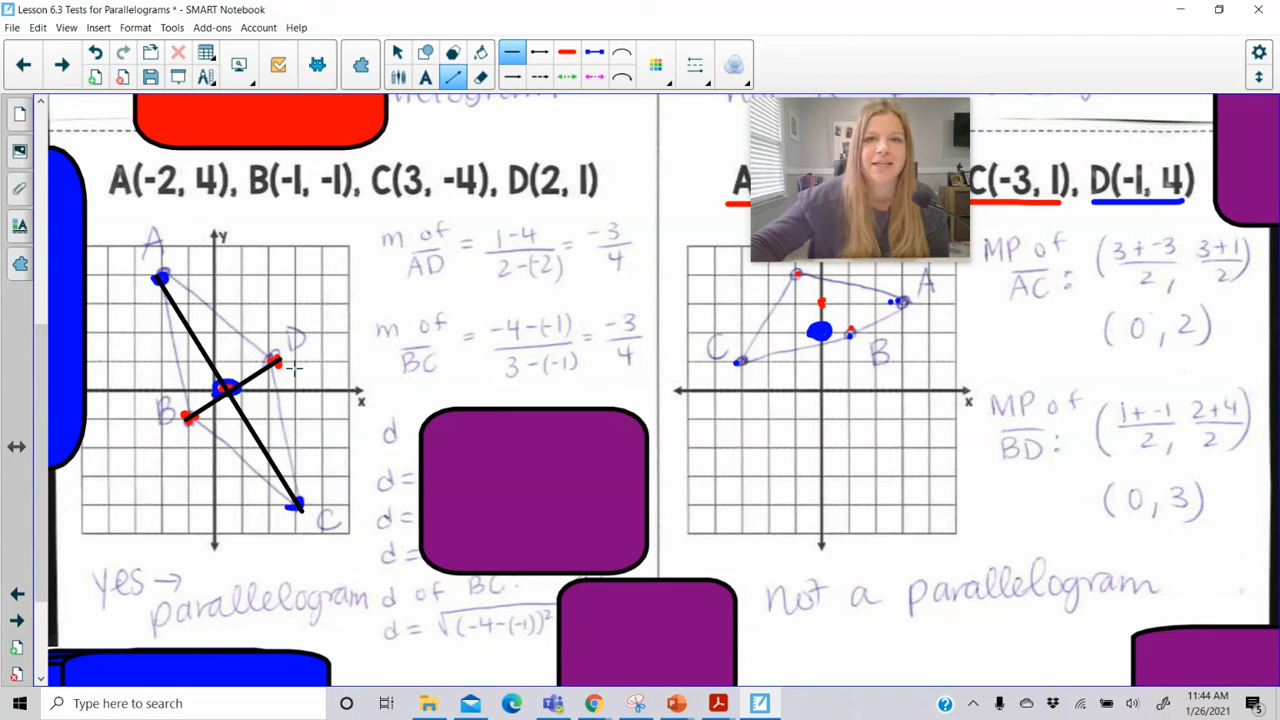 Lesson 6.3 Tests for Parallelograms * - SMART Notebook
File Edit View Insert Format Tools Add-ons Account Help
A(-2, 4), B(-1, -1), C(3, -4), D(2, 1)
A
C(-3, 1), D(-1, 4)
A
y
D
B
x
C
m of AD = 1-4 / 2-(-2) = -3/4
m of BC = -4-(-1) / 3-(-1) = -3/4
d
d=
d=
d=
d of BC:
d = √(-4-(-1))²
yes → parallelogram
A
C
B
x
MP of AC: (3+-3 / 2, 3+1 / 2)
(0, 2)
MP of BD: (1+-1 / 2, 2+4 / 2)
(0, 3)
not a parallelogram
Type here to search
11:44 AM
1/26/2021
5